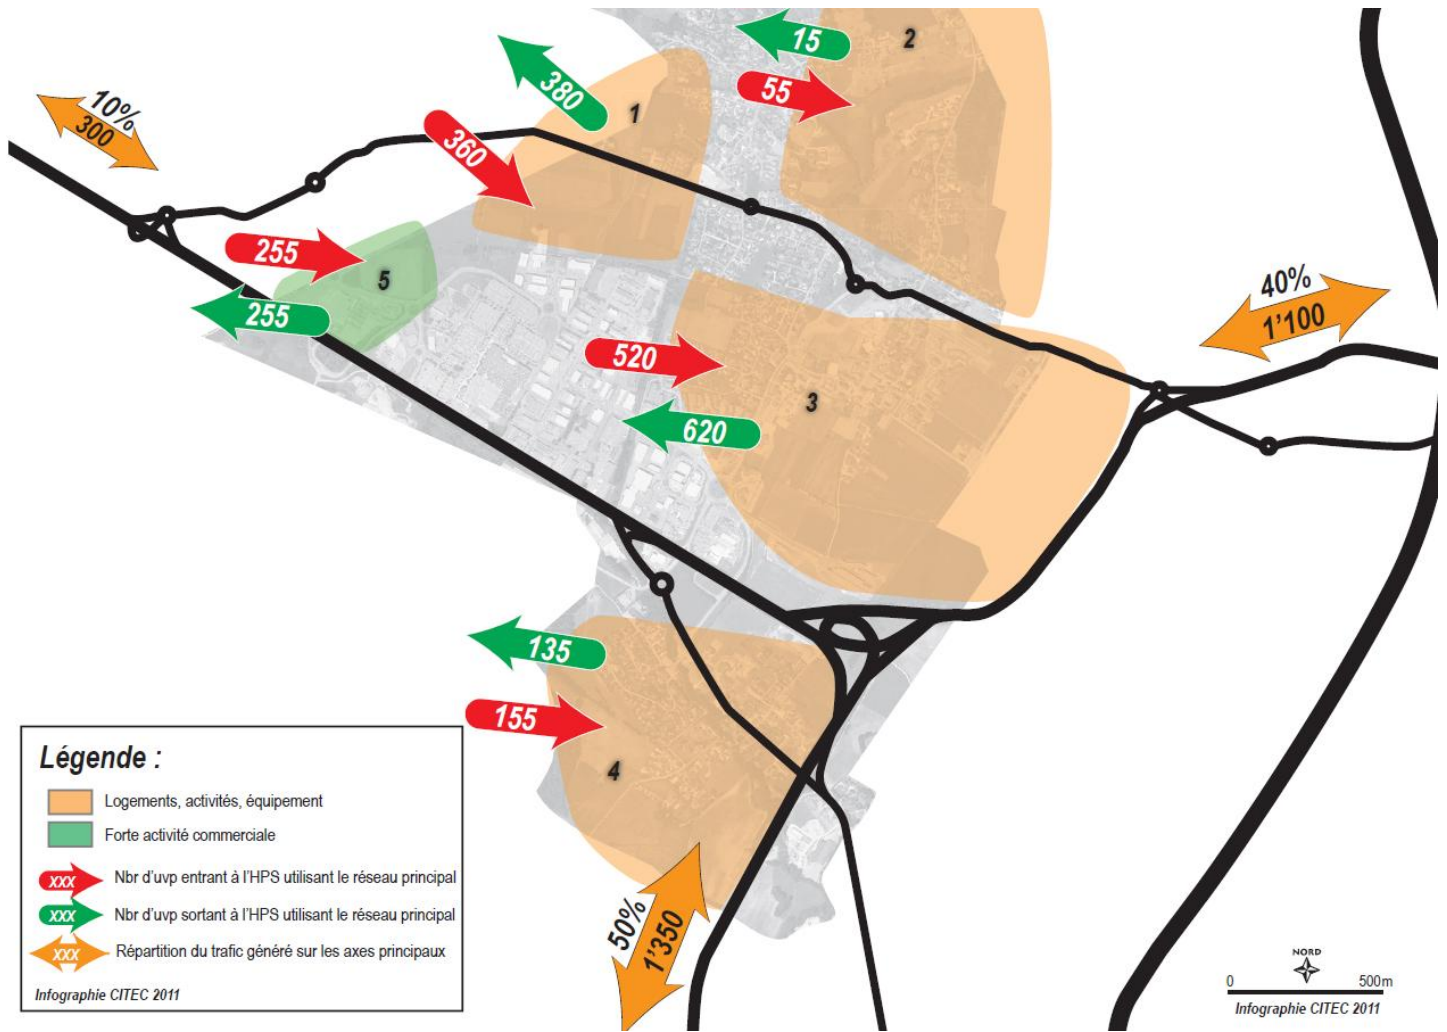 15
2
55
380
1
10%
300
360
255
5
255
40%
1'100
520
3
620
135
155
4
50%
1'350
Légende :
Logements, activités, équipement
Forte activité commerciale
XXX Nbr d'uvp entrant à l'HPS utilisant le réseau principal
XXX Nbr d'uvp sortant à l'HPS utilisant le réseau principal
XXX Répartition du trafic généré sur les axes principaux
Infographie CITEC 2011
NORD
0 500m
Infographie CITEC 2011